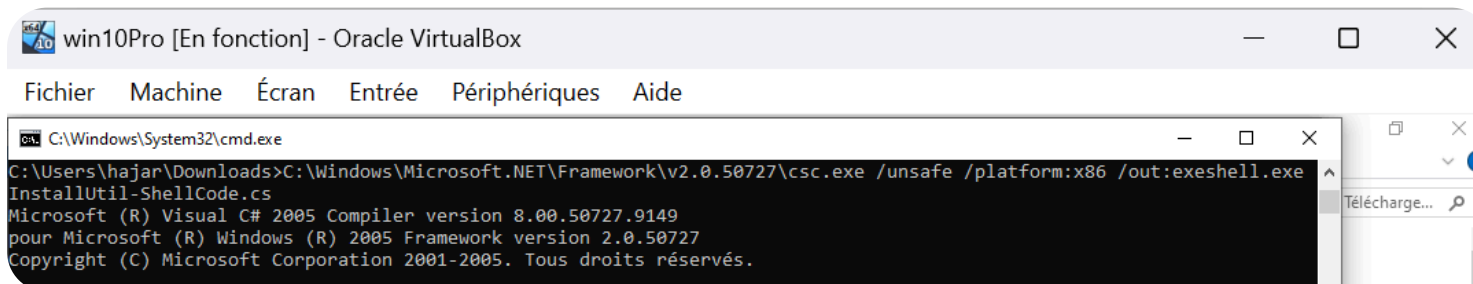 x64
10
win10Pro [En fonction] - Oracle VirtualBox
Fichier Machine Écran Entrée Périphériques Aide
C:\Windows\System32\cmd.exe
C:\Users\hajar\Downloads>C:\Windows\Microsoft.NET\Framework\v2.0.50727\csc.exe /unsafe /platform:x86 /out:exeshell.exe
InstallUtil-ShellCode.cs
Microsoft (R) Visual C# 2005 Compiler version 8.00.50727.9149
pour Microsoft (R) Windows (R) 2005 Framework version 2.0.50727
Copyright (C) Microsoft Corporation 2001-2005. Tous droits réservés.
Télécharge...